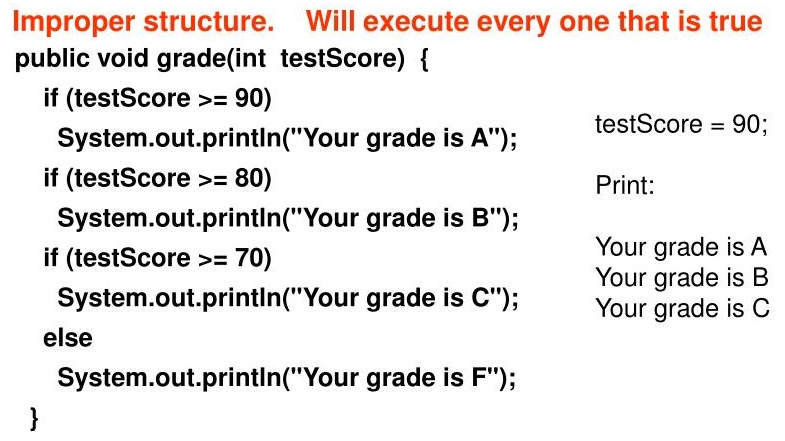 Improper structure.    Will execute every one that is true
public void grade(int  testScore)  {
if (testScore >= 90)
System.out.println("Your grade is A");
if (testScore >= 80)
System.out.println("Your grade is B");
if (testScore >= 70)
System.out.println("Your grade is C");
else
System.out.println("Your grade is F");
}
testScore = 90;
Print:
Your grade is A
Your grade is B
Your grade is C